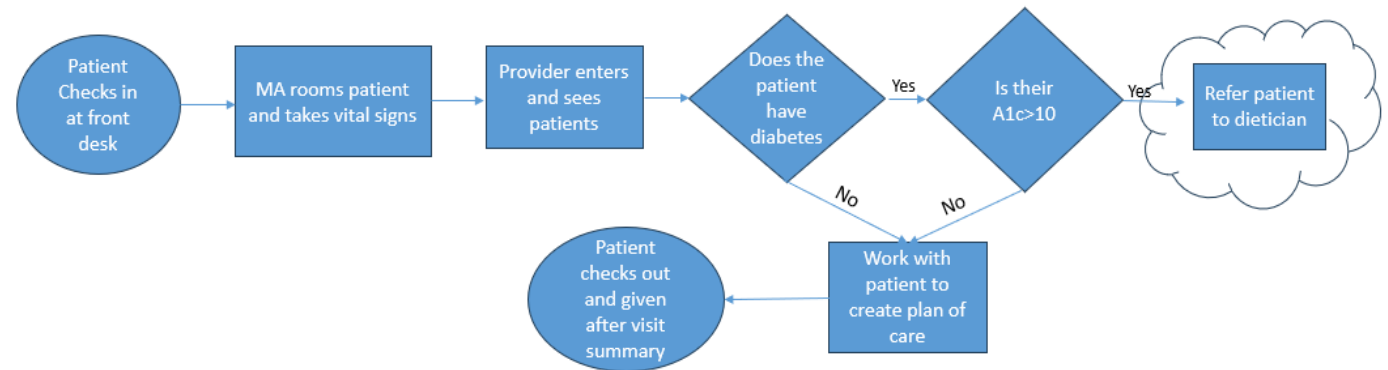 Patient
Checks in
at front
desk
MA rooms patient
and takes vital signs
Provider enters
and sees
patients
Does the
patient
have
diabetes
Yes
Is their
A1c>10
Yes
Refer patient
to dietician
No
No
Work with
patient to
create plan of
care
Patient
checks out
and given
after visit
summary